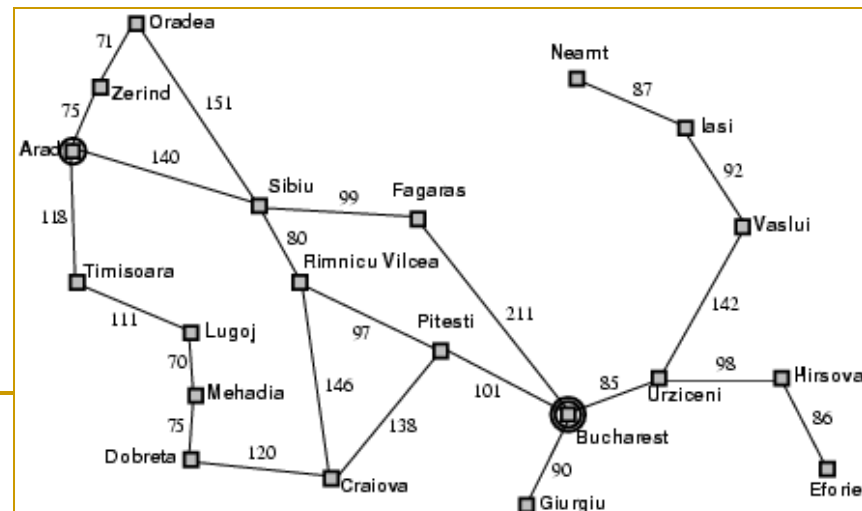 Oradea
71
Neamt
Zerind
87
151
75
Iasi
Arad
140
92
Sibiu
99
Fagaras
118
Vaslui
80
Timisoara
Rimnicu Vilcea
142
211
111
Lugoj
97
Pitesti
70
98
Hirsova
Mehadia
146
101
85
Urziceni
75
138
86
Bucharest
Dobreta
120
90
Craiova
Eforie
Giurgiu